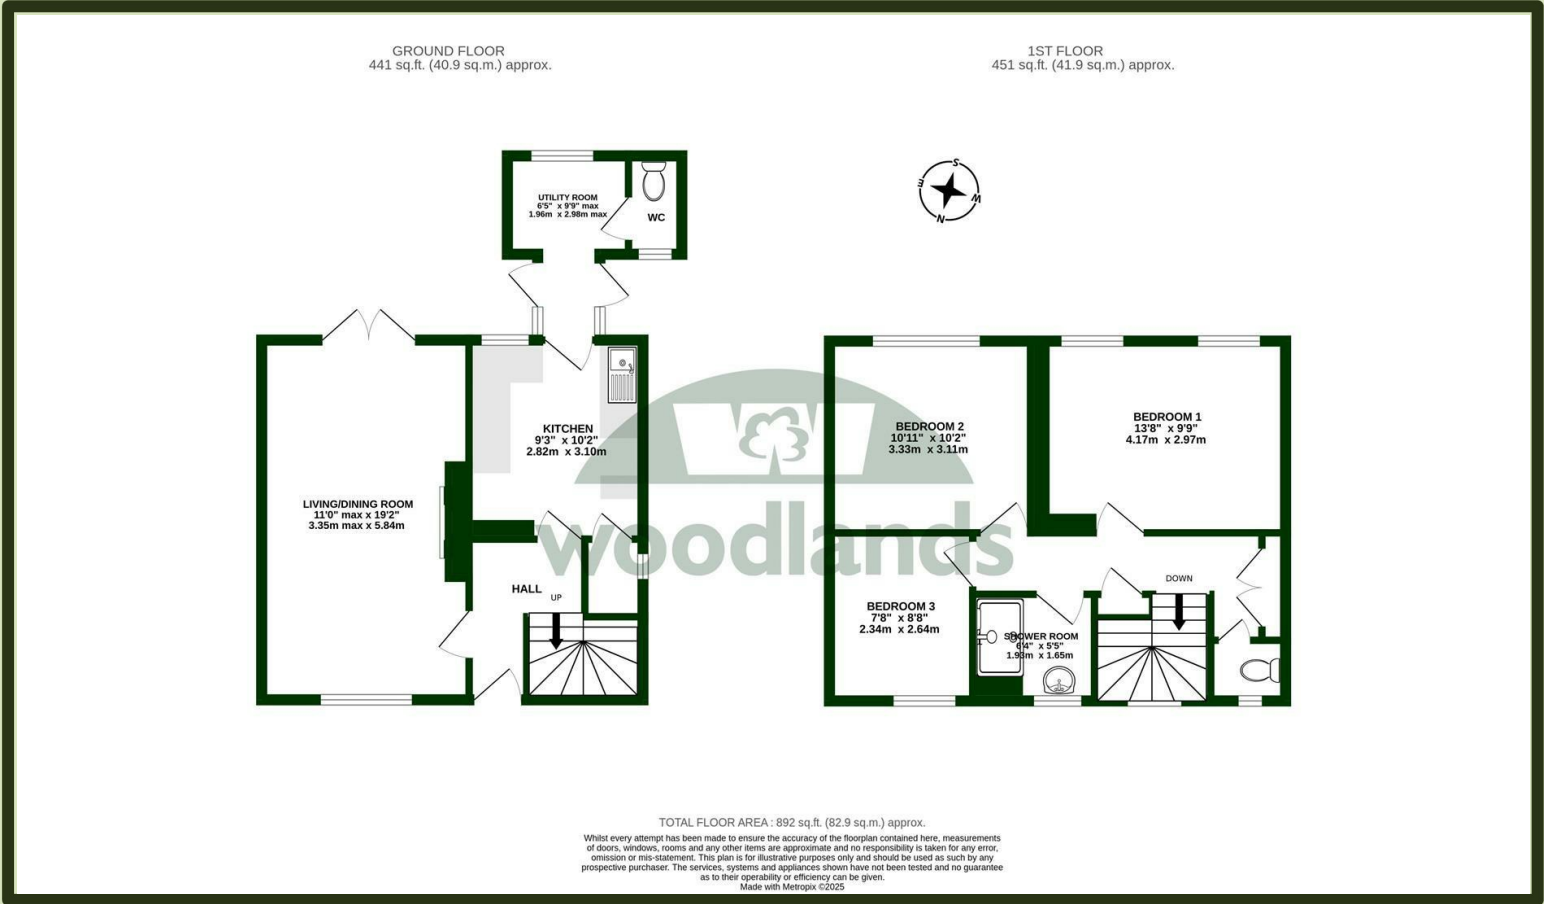 GROUND FLOOR
441 sq.ft. (40.9 sq.m.) approx.
1ST FLOOR
451 sq.ft. (41.9 sq.m.) approx.
UTILITY ROOM
6'5" x 9'9" max
1.96m x 2.98m max
WC
S
E
W
N
KITCHEN
9'3" x 10'2"
2.82m x 3.10m
LIVING/DINING ROOM
11'0" max x 19'2"
3.35m max x 5.84m
HALL
UP
BEDROOM 2
10'11" x 10'2"
3.33m x 3.11m
BEDROOM 1
13'8" x 9'9"
4.17m x 2.97m
woodlands
DOWN
BEDROOM 3
7'8" x 8'8"
2.34m x 2.64m
SHOWER ROOM
6'4" x 5'5"
1.93m x 1.65m
TOTAL FLOOR AREA : 892 sq.ft. (82.9 sq.m.) approx.
Whilst every attempt has been made to ensure the accuracy of the floorplan contained here, measurements
of doors, windows, rooms and any other items are approximate and no responsibility is taken for any error,
omission or mis-statement. This plan is for illustrative purposes only and should be used as such by any
prospective purchaser. The services, systems and appliances shown have not been tested and no guarantee
as to their operability or efficiency can be given.
Made with Metropix ©2025